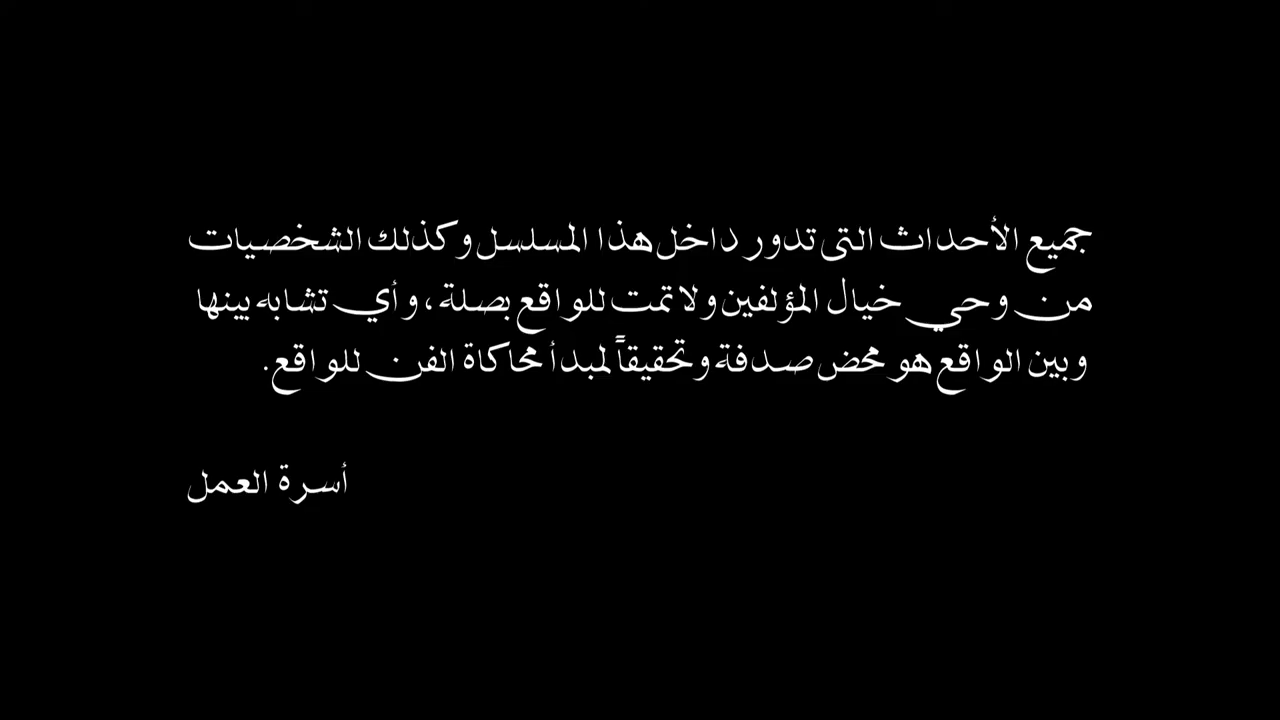 جميع الأحداث التى تدور داخل هذا المسلسل وكذلك الشخصيات
من وحي خيال المؤلفين ولا تمت للواقع بصلة، وأي تشابه بينها
وبين الواقع هو محض صدفة وتحقيقاً لمبدأ محاكاة الفن للواقع.
أسرة العمل